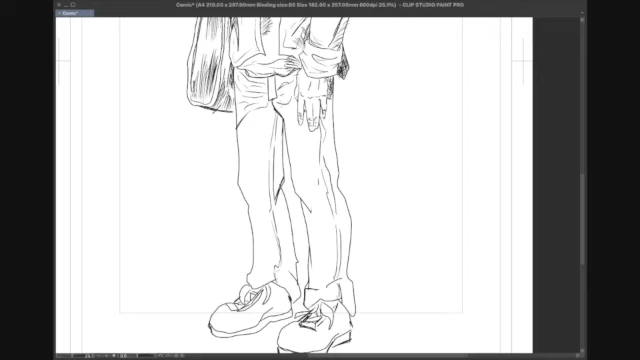 Comic* (A4 210.00 x 297.00mm Binding size:B5 Size 182.00 x 257.00mm 600dpi 25.0%) - CLIP STUDIO PAINT PRO
Comic*